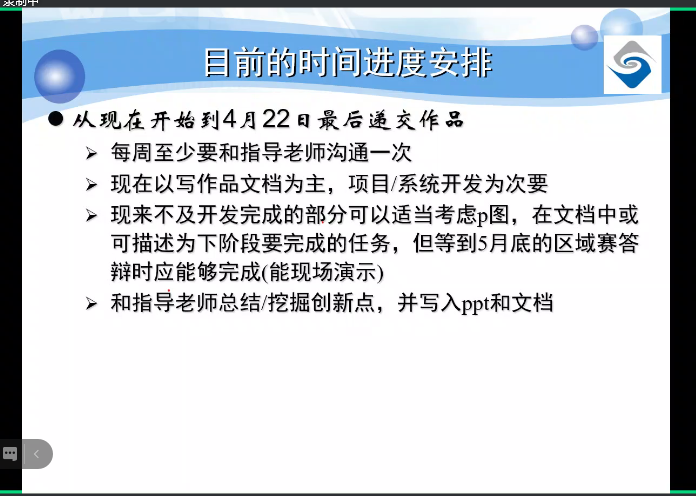 录制中
目前的时间进度安排
从现在开始到4月22日最后递交作品
每周至少要和指导老师沟通一次
现在以写作品文档为主，项目/系统开发为次要
现来不及开发完成的部分可以适当考虑p图，在文档中或
可描述为下阶段要完成的任务，但等到5月底的区域赛答
辩时应能够完成(能现场演示)
和指导老师总结/挖掘创新点，并写入ppt和文档